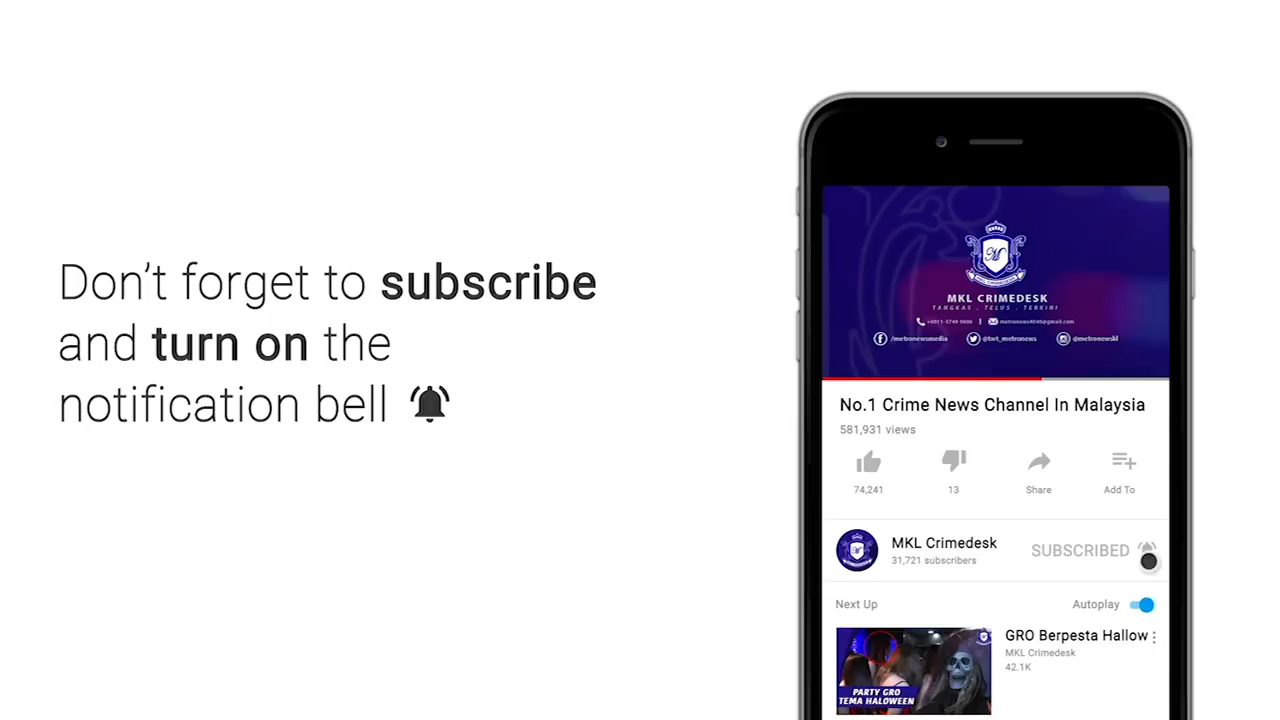 Don't forget to subscribe
and turn on the
notification bell
MKL CRIMEDESK
TANGKAS . TELUS . TERKINI
/metronewsmedia
@twt_metronews
@metronewskl
No.1 Crime News Channel In Malaysia
581,931 views
74,241
13
Share
Add To
MKL Crimedesk
31,721 subscribers
SUBSCRIBED
Next Up
Autoplay
GRO Berpesta Hallow
MKL Crimedesk
42.1K
PARTY GRO
TEMA HALOWEEN